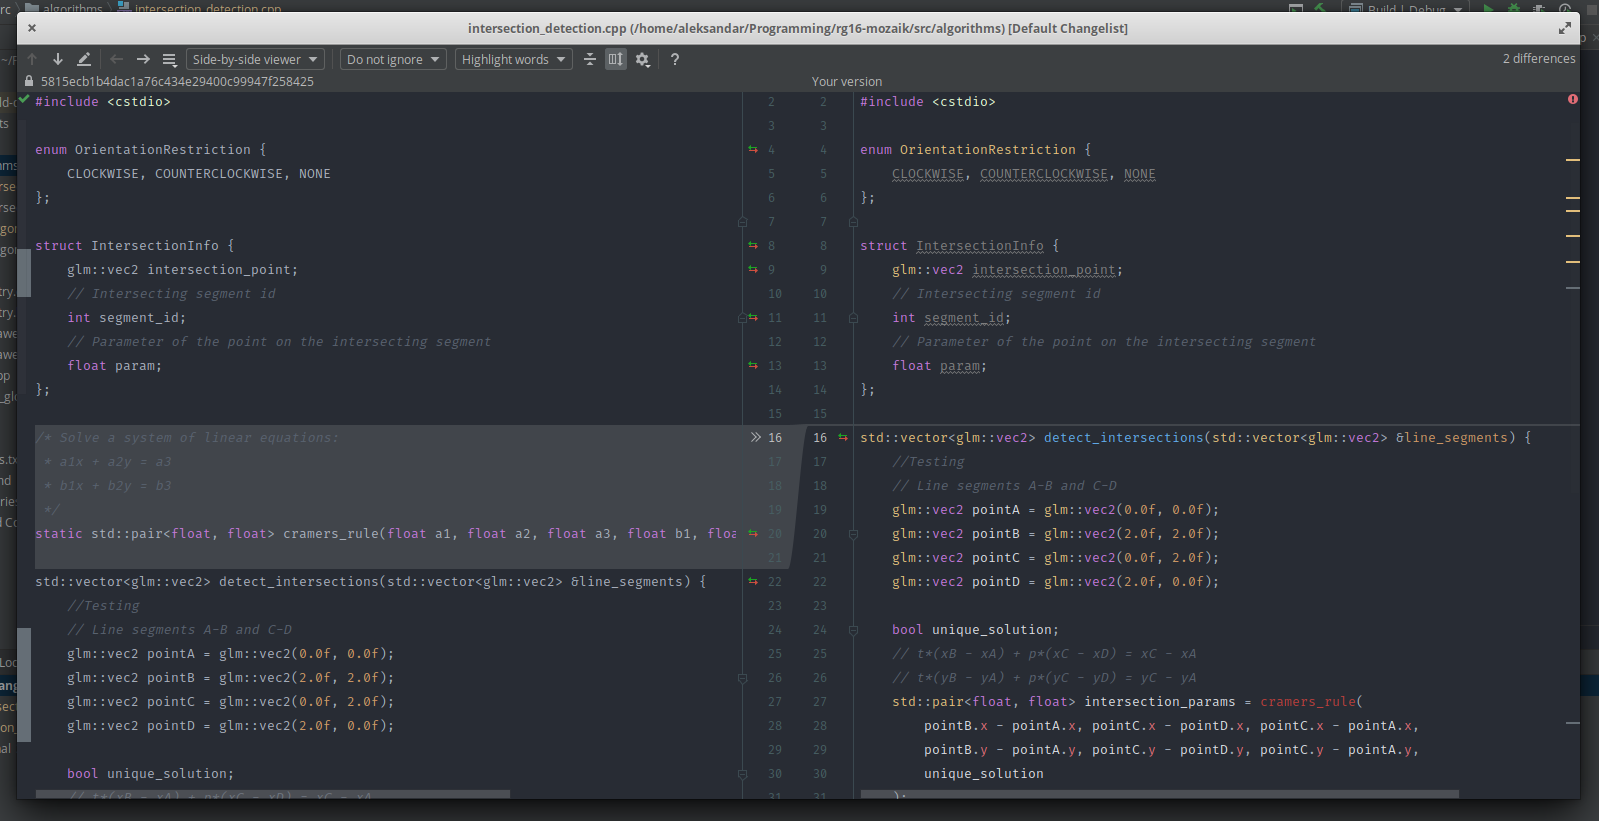 rc algorithms intersection_detection.cpp Build | Debug
intersection_detection.cpp (/home/aleksandar/Programming/rg16-mozaik/src/algorithms) [Default Changelist]
Side-by-side viewer Do not ignore Highlight words ? 2 differences
5815ecb1b4dac1a76c434e29400c99947f258425 Your version
#include <cstdio> 2 2 #include <cstdio>
3 3
enum OrientationRestriction { 4 4 enum OrientationRestriction {
CLOCKWISE, COUNTERCLOCKWISE, NONE 5 5 CLOCKWISE, COUNTERCLOCKWISE, NONE
}; 6 6 };
7 7
struct IntersectionInfo { 8 8 struct IntersectionInfo {
glm::vec2 intersection_point; 9 9 glm::vec2 intersection_point;
// Intersecting segment id 10 10 // Intersecting segment id
int segment_id; 11 11 int segment_id;
// Parameter of the point on the intersecting segment 12 12 // Parameter of the point on the intersecting segment
float param; 13 13 float param;
}; 14 14 };
15 15
/* Solve a system of linear equations: 16 16 std::vector<glm::vec2> detect_intersections(std::vector<glm::vec2> &line_segments) {
* a1x + a2y = a3 17 17 //Testing
* b1x + b2y = b3 18 18 // Line segments A-B and C-D
*/ 19 19 glm::vec2 pointA = glm::vec2(0.0f, 0.0f);
static std::pair<float, float> cramers_rule(float a1, float a2, float a3, float b1, floa 20 20 glm::vec2 pointB = glm::vec2(2.0f, 2.0f);
21 21 glm::vec2 pointC = glm::vec2(0.0f, 2.0f);
std::vector<glm::vec2> detect_intersections(std::vector<glm::vec2> &line_segments) { 22 22 glm::vec2 pointD = glm::vec2(2.0f, 0.0f);
//Testing 23 23
// Line segments A-B and C-D 24 24 bool unique_solution;
glm::vec2 pointA = glm::vec2(0.0f, 0.0f); 25 25 // t*(xB - xA) + p*(xC - xD) = xC - xA
glm::vec2 pointB = glm::vec2(2.0f, 2.0f); 26 26 // t*(yB - yA) + p*(yC - yD) = yC - yA
glm::vec2 pointC = glm::vec2(0.0f, 2.0f); 27 27 std::pair<float, float> intersection_params = cramers_rule(
glm::vec2 pointD = glm::vec2(2.0f, 0.0f); 28 28 pointB.x - pointA.x, pointC.x - pointD.x, pointC.x - pointA.x,
29 29 pointB.y - pointA.y, pointC.y - pointD.y, pointC.y - pointA.y,
bool unique_solution; 30 30 unique_solution
// t*(xB - xA) + p*(xC - xD) = xC - xA 31 31 );